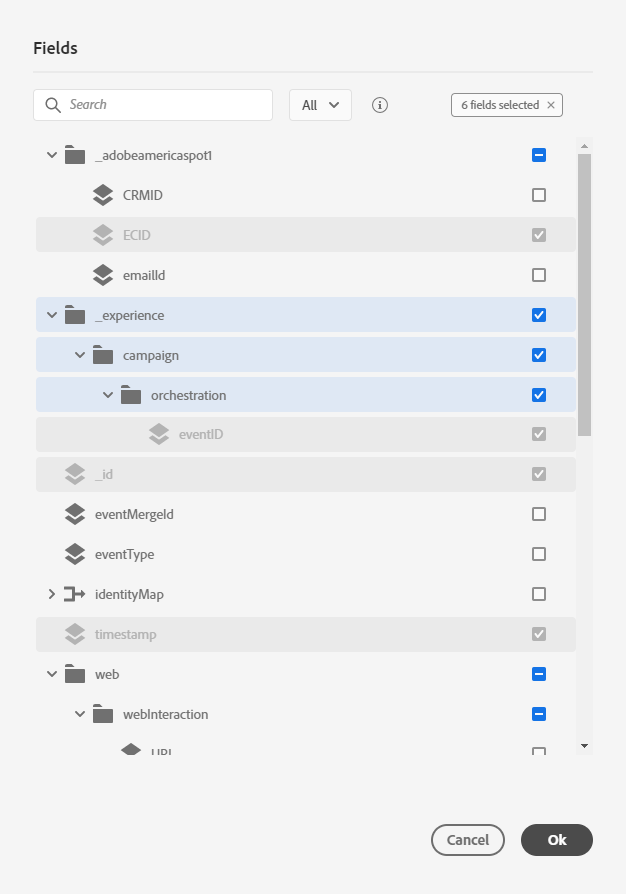 Fields
Search
All
6 fields selected
_adobeamericaspot1
CRMID
ECID
emailId
_experience
campaign
orchestration
eventID
_id
eventMergeId
eventType
identityMap
timestamp
web
webInteraction
URL
Cancel
Ok